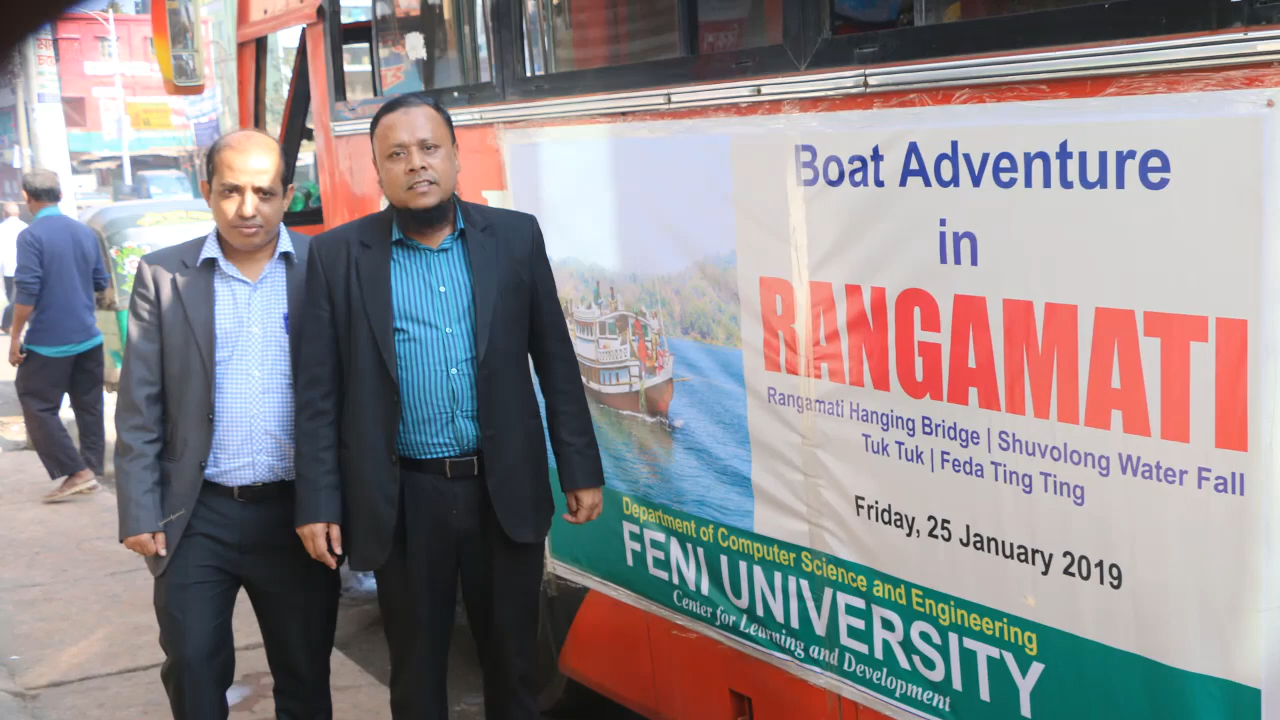 Boat Adventure
in
RANGAMATI
Rangamati Hanging Bridge | Shuvolong Water Fall
Tuk Tuk | Feda Ting Ting
Friday, 25 January 2019
Department of Computer Science and Engineering
FENI UNIVERSITY
Center for Learning and Development